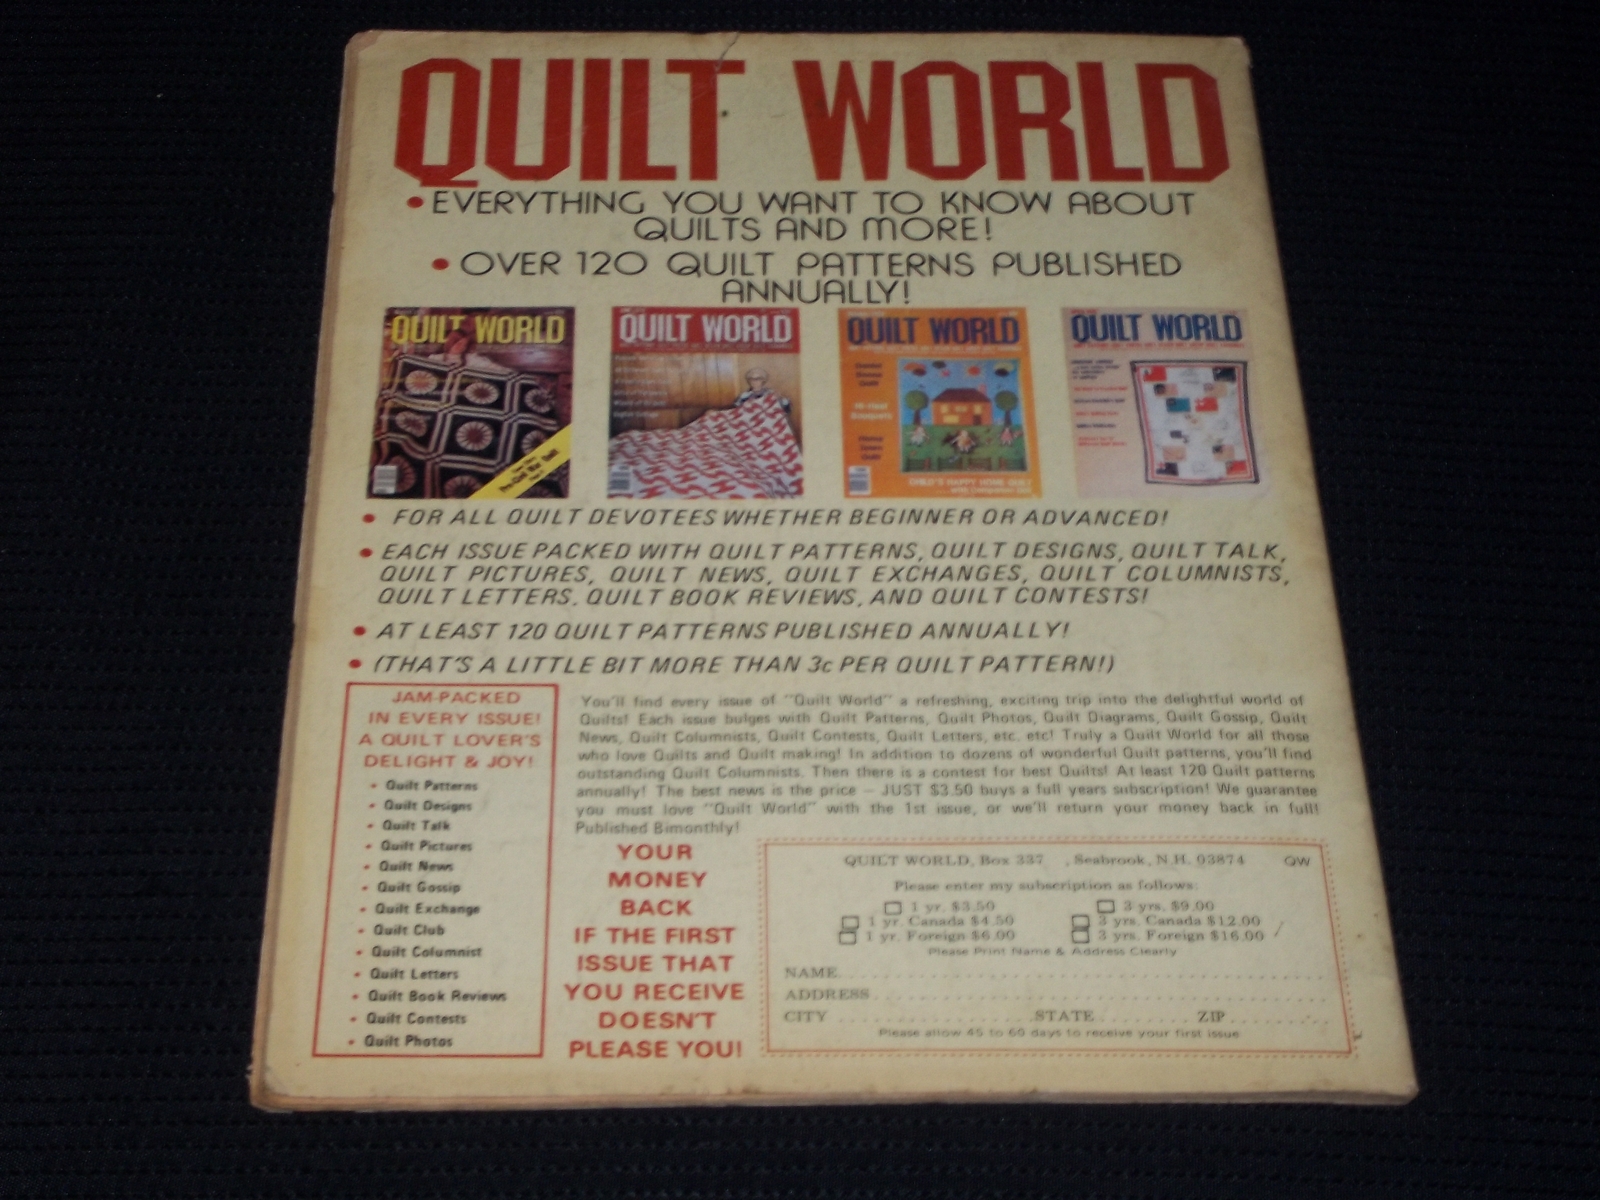 QUILT WORLD
• EVERYTHING YOU WANT TO KNOW ABOUT
QUILTS AND MORE!
• OVER 120 QUILT PATTERNS PUBLISHED
ANNUALLY!
QUILT WORLD
Pre-Civil War Quilt
QUILT WORLD
QUILT WORLD
CHILD'S HAPPY HOME QUILT
QUILT WORLD
• FOR ALL QUILT DEVOTEES WHETHER BEGINNER OR ADVANCED!
• EACH ISSUE PACKED WITH QUILT PATTERNS, QUILT DESIGNS, QUILT TALK,
QUILT PICTURES, QUILT NEWS, QUILT EXCHANGES, QUILT COLUMNISTS,
QUILT LETTERS, QUILT BOOK REVIEWS, AND QUILT CONTESTS!
• AT LEAST 120 QUILT PATTERNS PUBLISHED ANNUALLY!
• (THAT'S A LITTLE BIT MORE THAN 3c PER QUILT PATTERN!)
JAM-PACKED
IN EVERY ISSUE!
A QUILT LOVER'S
DELIGHT & JOY!
• Quilt Patterns
• Quilt Designs
• Quilt Talk
• Quilt Pictures
• Quilt News
• Quilt Gossip
• Quilt Exchange
• Quilt Club
• Quilt Columnist
• Quilt Letters
• Quilt Book Reviews
• Quilt Contests
• Quilt Photos
You'll find every issue of "Quilt World" a refreshing, exciting trip into the delightful world of
Quilts! Each issue bulges with Quilt Patterns, Quilt Photos, Quilt Diagrams, Quilt Gossip, Quilt
News, Quilt Columnists, Quilt Contests, Quilt Letters, etc. etc! Truly a Quilt World for all those
who love Quilts and Quilt making! In addition to dozens of wonderful Quilt patterns, you'll find
outstanding Quilt Columnists. Then there is a contest for best Quilts! At least 120 Quilt patterns
annually! The best news is the price — JUST $3.50 buys a full years subscription! We guarantee
you must love "Quilt World" with the 1st issue, or we'll return your money back in full!
Published Bimonthly!
YOUR
MONEY
BACK
IF THE FIRST
ISSUE THAT
YOU RECEIVE
DOESN'T
PLEASE YOU!
QUILT WORLD, Box 337 , Seabrook, N.H. 03874 QW
Please enter my subscription as follows:
1 yr. $3.50 3 yrs. $9.00
1 yr. Canada $4.50 3 yrs. Canada $12.00
1 yr. Foreign $6.00 3 yrs. Foreign $16.00
Please Print Name & Address Clearly
NAME
ADDRESS
CITY STATE ZIP
Please allow 45 to 60 days to receive your first issue